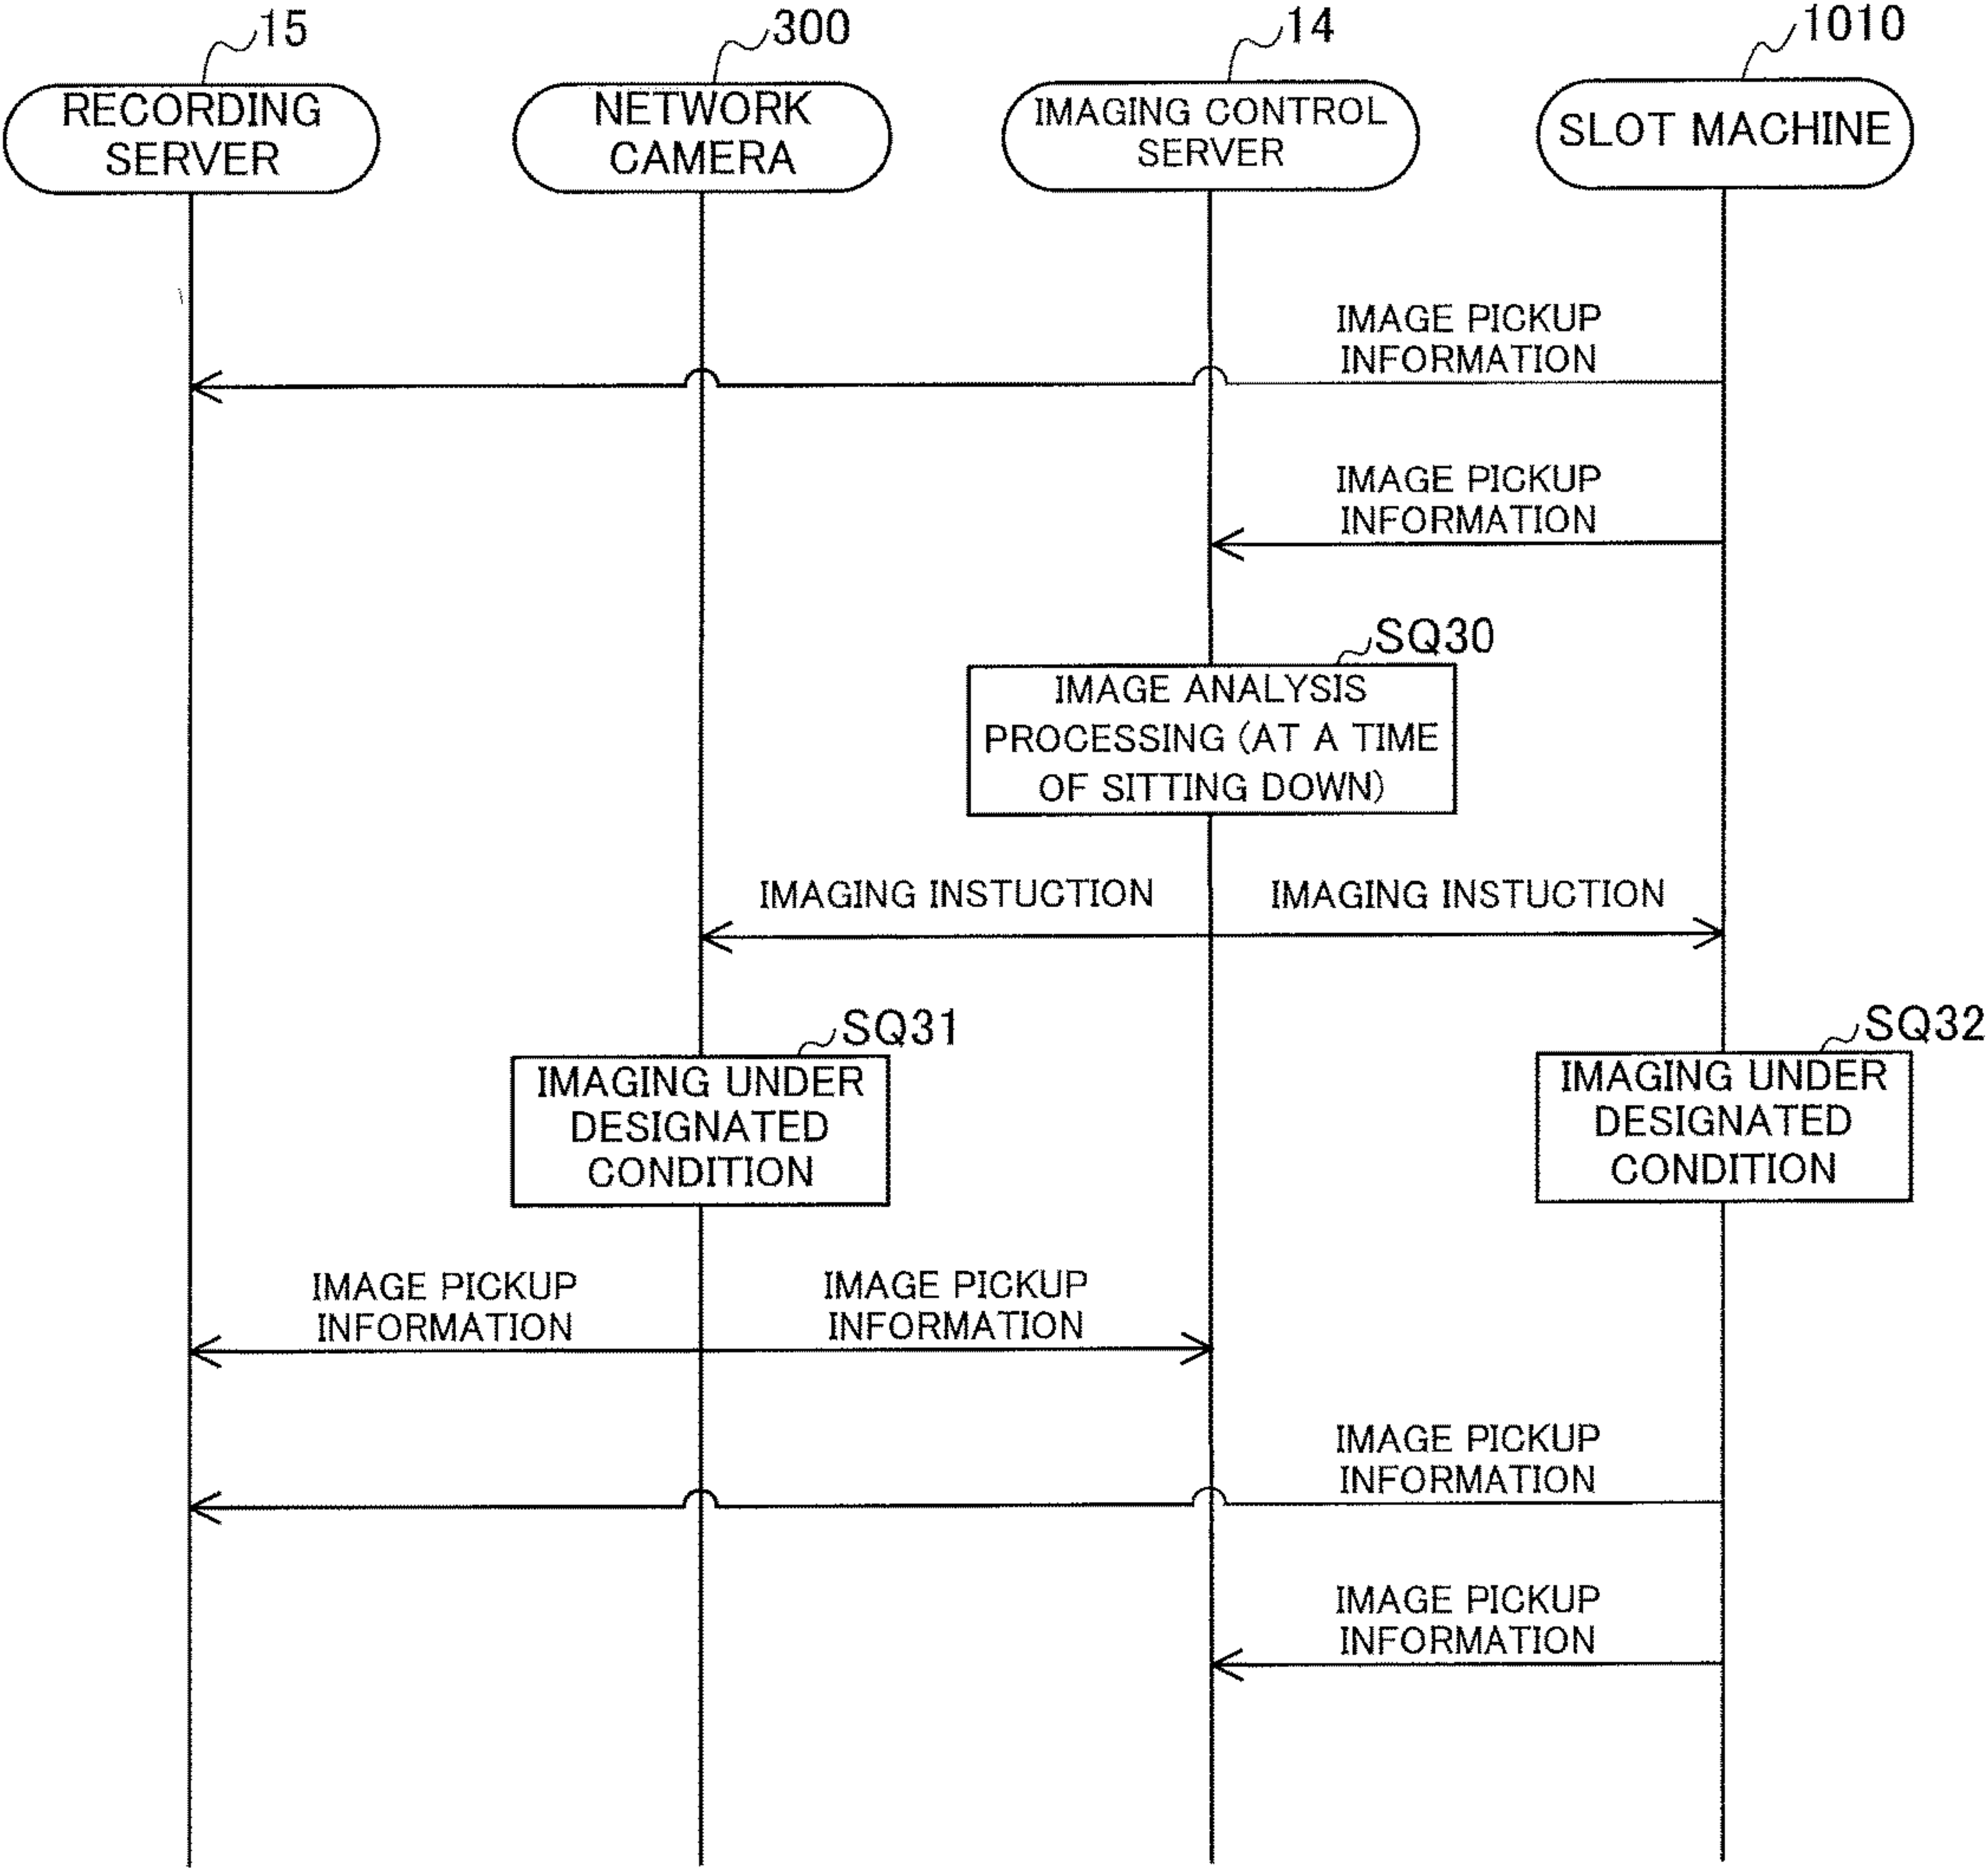 15
300
14
1010
RECORDING
SERVER
NETWORK
CAMERA
IMAGING CONTROL
SERVER
SLOT MACHINE
IMAGE PICKUP
INFORMATION
IMAGE PICKUP
INFORMATION
SQ30
IMAGE ANALYSIS
PROCESSING (AT A TIME
OF SITTING DOWN)
IMAGING INSTUCTION
IMAGING INSTUCTION
SQ31
IMAGING UNDER
DESIGNATED
CONDITION
SQ32
IMAGING UNDER
DESIGNATED
CONDITION
IMAGE PICKUP
INFORMATION
IMAGE PICKUP
INFORMATION
IMAGE PICKUP
INFORMATION
IMAGE PICKUP
INFORMATION